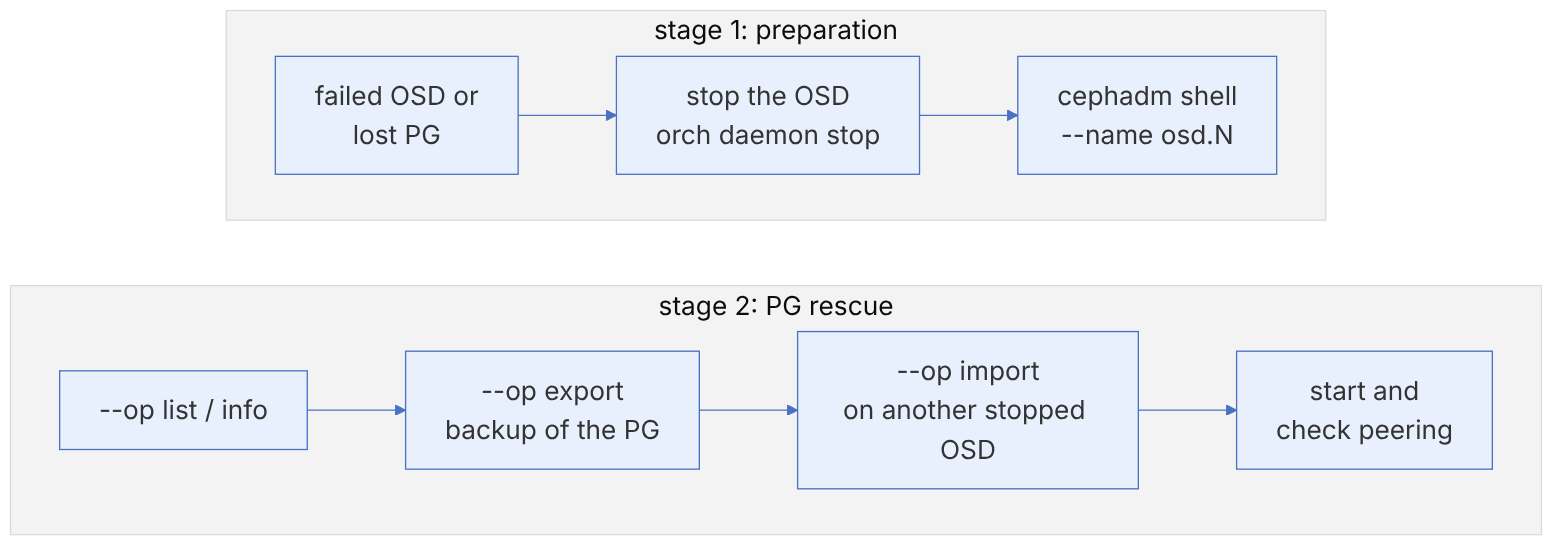 stage 1: preparation
failed OSD or
lost PG
stop the OSD
orch daemon stop
cephadm shell
--name osd.N
stage 2: PG rescue
--op list / info
--op export
backup of the PG
--op import
on another stopped
OSD
start and
check peering